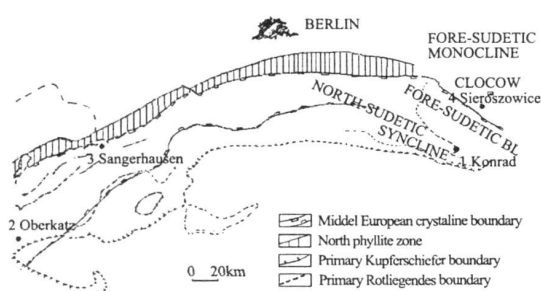 BERLIN
FORE-SUDETIC
MONOCLINE
CLOCOW
4 Sieroszowice
FORE-SUDETIC BL
NORTH-SUDETIC
SYNCLINE
1 Konrad
3 Sangerhausen
2 Oberkatz
Middel European crystaline boundary
North phyllite zone
Primary Kupferschiefer boundary
Primary Rotliegendes boundary
0 20km